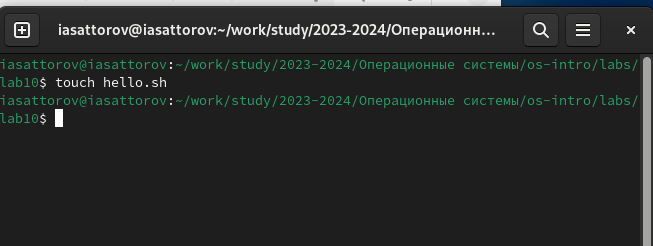 iasattorov@iasattorov:~/work/study/2023-2024/Операционн...
iasattorov@iasattorov:~/work/study/2023-2024/Операционные системы/os-intro/labs/
lab10$ touch hello.sh
iasattorov@iasattorov:~/work/study/2023-2024/Операционные системы/os-intro/labs/
lab10$